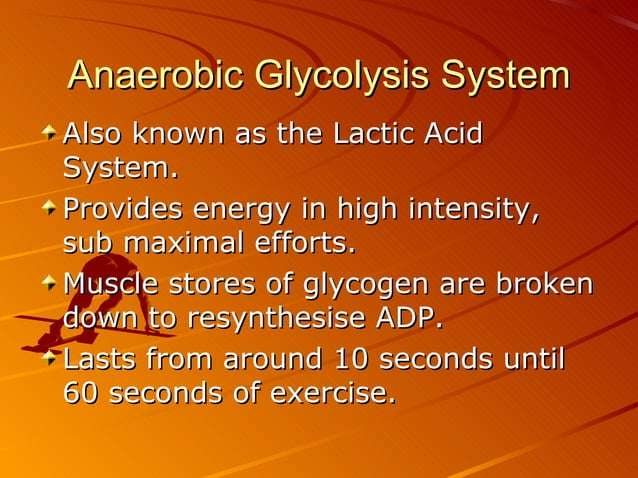 Anaerobic Glycolysis System
Also known as the Lactic Acid
System.
Provides energy in high intensity,
sub maximal efforts.
Muscle stores of glycogen are broken
down to resynthesise ADP.
Lasts from around 10 seconds until
60 seconds of exercise.